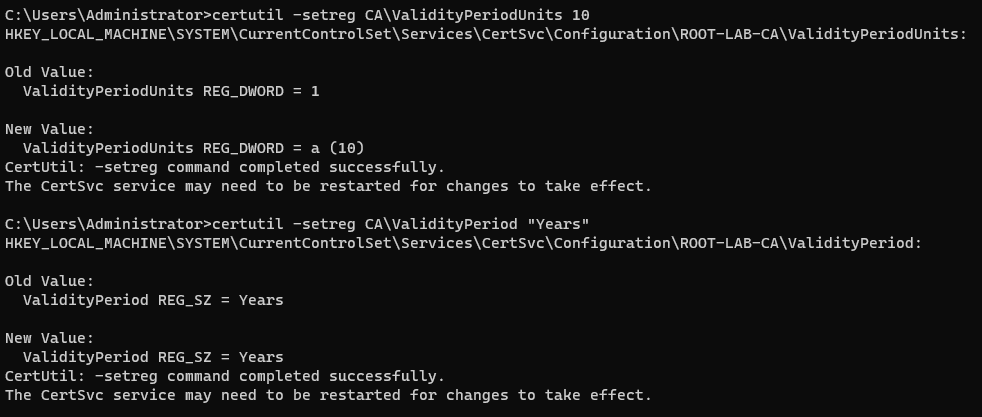 C:\Users\Administrator>certutil -setreg CA\ValidityPeriodUnits 10
HKEY_LOCAL_MACHINE\SYSTEM\CurrentControlSet\Services\CertSvc\Configuration\ROOT-LAB-CA\ValidityPeriodUnits:

Old Value:
  ValidityPeriodUnits REG_DWORD = 1

New Value:
  ValidityPeriodUnits REG_DWORD = a (10)
CertUtil: -setreg command completed successfully.
The CertSvc service may need to be restarted for changes to take effect.

C:\Users\Administrator>certutil -setreg CA\ValidityPeriod "Years"
HKEY_LOCAL_MACHINE\SYSTEM\CurrentControlSet\Services\CertSvc\Configuration\ROOT-LAB-CA\ValidityPeriod:

Old Value:
  ValidityPeriod REG_SZ = Years

New Value:
  ValidityPeriod REG_SZ = Years
CertUtil: -setreg command completed successfully.
The CertSvc service may need to be restarted for changes to take effect.